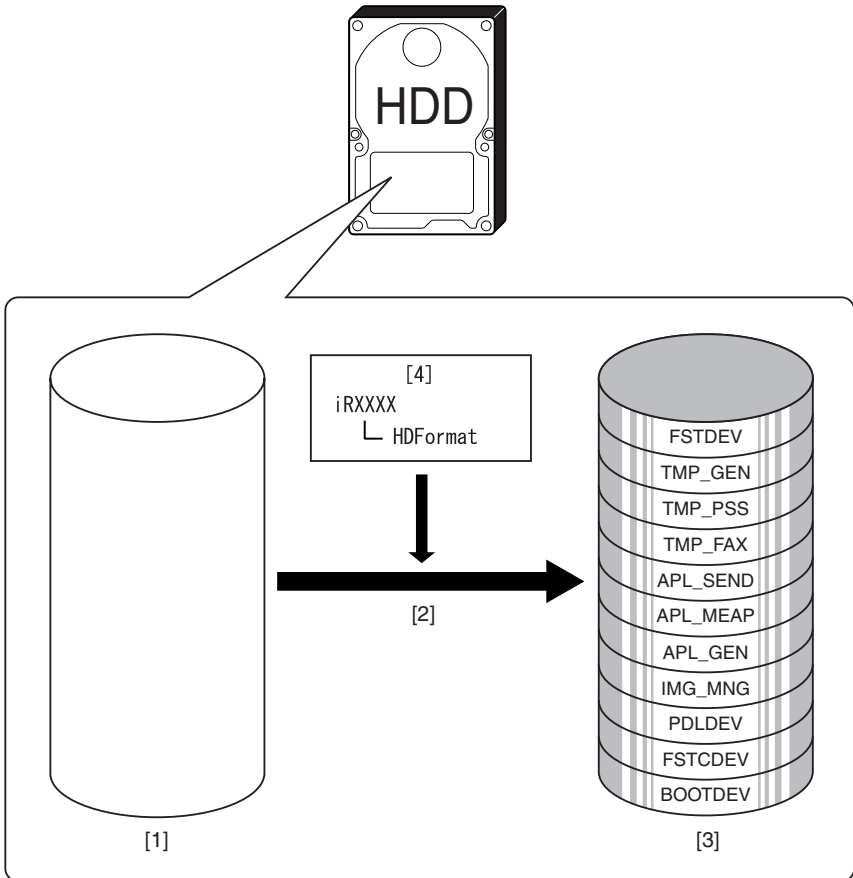 HDD
[4]
iRXXXX
HDFormat
[2]
[1]
FSTDEV
TMP_GEN
TMP_PSS
TMP_FAX
APL_SEND
APL_MEAP
APL_GEN
IMG_MNG
PDLDEV
FSTCDEV
BOOTDEV
[3]